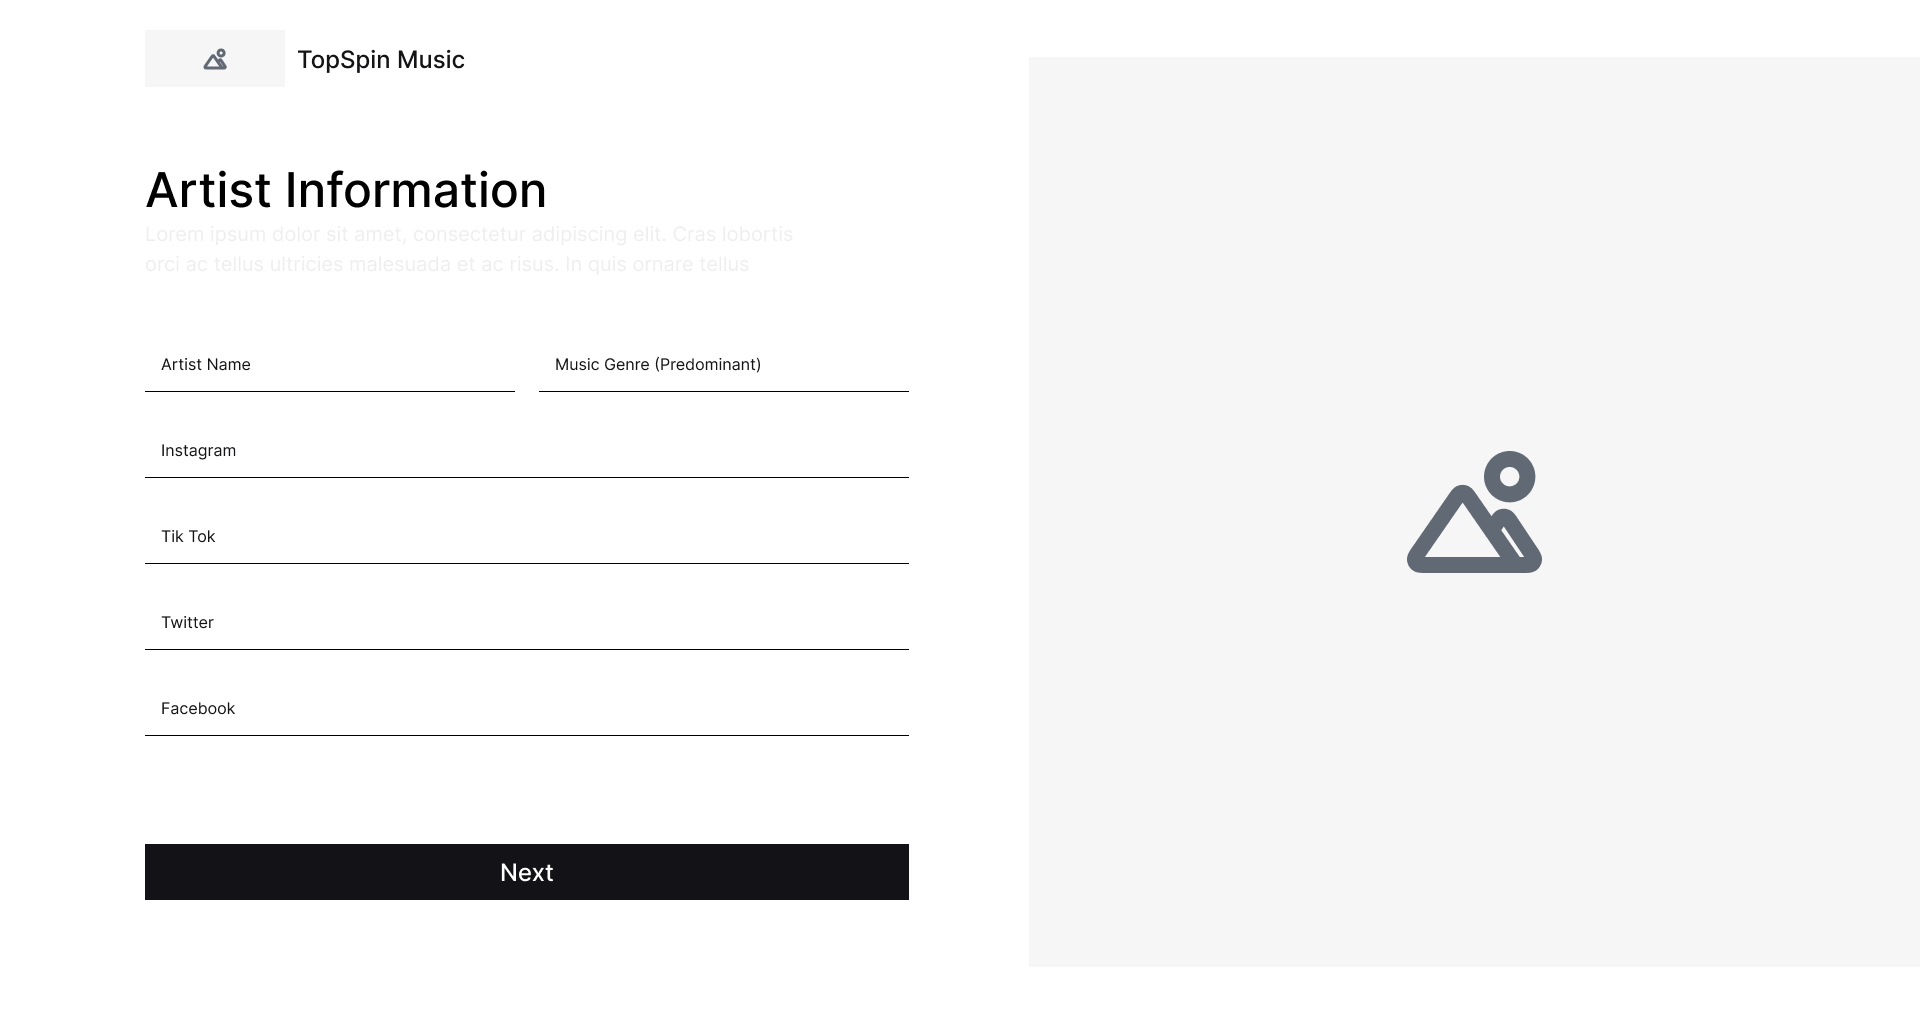 TopSpin Music
Artist Information
Lorem ipsum dolor sit amet, consectetur adipiscing elit. Cras lobortis
orci ac tellus ultricies malesuada et ac risus. In quis ornare tellus
Artist Name
Music Genre (Predominant)
Instagram
Tik Tok
Twitter
Facebook
Next